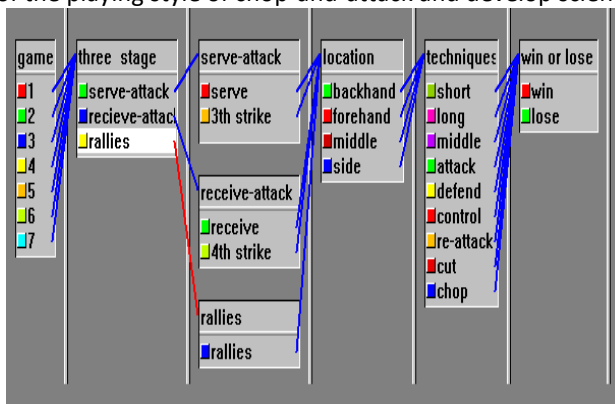 of the playing style of chop-and-attack and develop scien
game
1
2
3
4
5
6
7
three stage
serve-attack
recieve-attac
rallies
serve-attack
serve
3th strike
receive-attack
receive
4th strike
rallies
rallies
location
backhand
forehand
middle
side
techniques
short
long
middle
attack
defend
control
re-attack
cut
chop
win or lose
win
lose